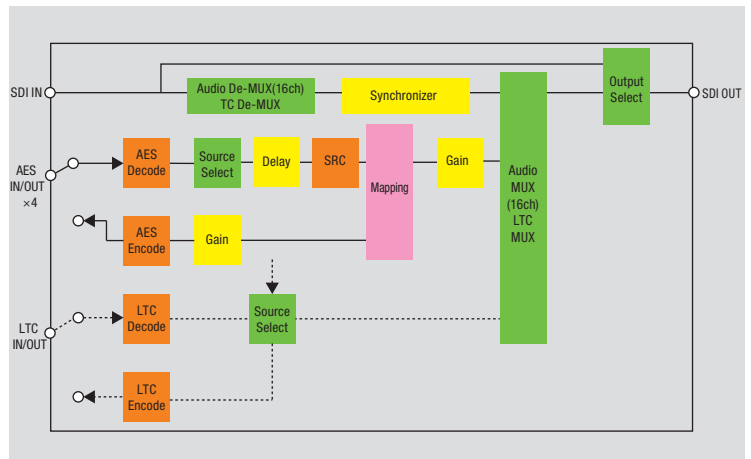 Output
Select
SDI IN
Audio De-MUX(16ch)
TC De-MUX
Synchronizer
SDI OUT
AES
IN/OUT
×4
AES
Decode
Source
Select
Delay
SRC
Mapping
Gain
Audio
MUX
(16ch)
LTC
MUX
AES
Encode
Gain
LTC
IN/OUT
LTC
Decode
Source
Select
LTC
Encode